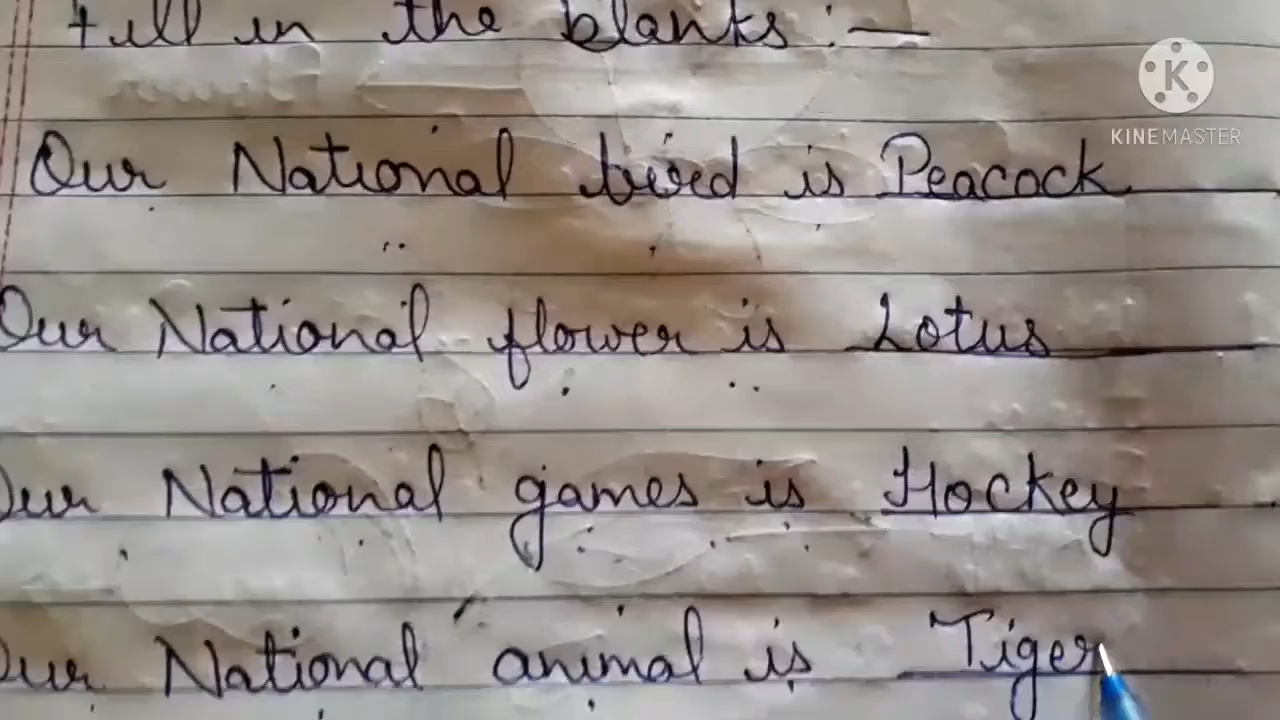 Fill in the blanks :—
K
KINEMASTER
Our National bird is Peacock
Our National flower is Lotus
Our National games is Hockey
Our National animal is Tiger